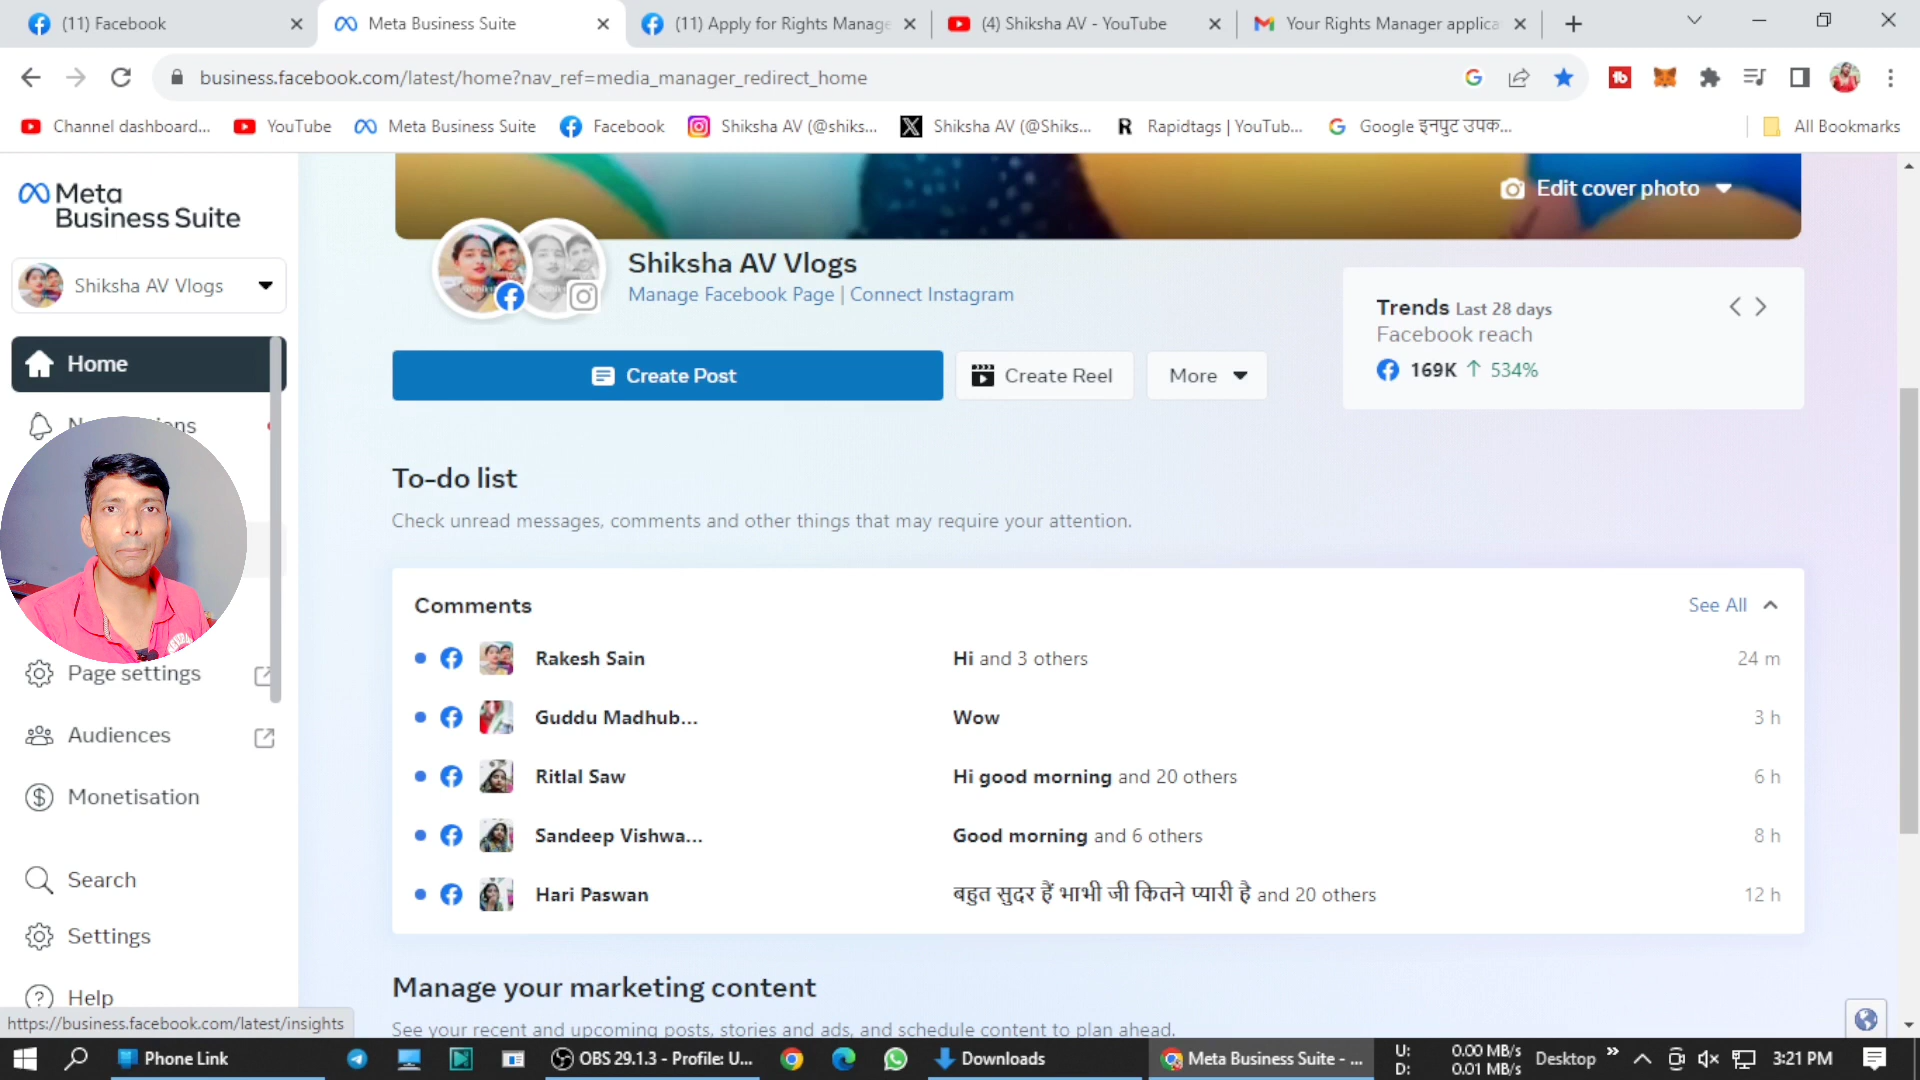 (11) Facebook
Meta Business Suite
(11) Apply for Rights Manage
(4) Shiksha AV - YouTube
Your Rights Manager applica
business.facebook.com/latest/home?nav_ref=media_manager_redirect_home
Channel dashboard...
YouTube
Meta Business Suite
Facebook
Shiksha AV (@shiks...
Shiksha AV (@Shiks...
Rapidtags | YouTub...
Google इनपुट उपक...
All Bookmarks
Meta
Business Suite
Shiksha AV Vlogs
Home
Page settings
Audiences
Monetisation
Search
Settings
Help
https://business.facebook.com/latest/insights
Edit cover photo
Shiksha AV Vlogs
Manage Facebook Page | Connect Instagram
Create Post
Create Reel
More
Trends Last 28 days
Facebook reach
169K ↑ 534%
To-do list
Check unread messages, comments and other things that may require your attention.
Comments
See All
Rakesh Sain Hi and 3 others 24 m
Guddu Madhub... Wow 3 h
Ritlal Saw Hi good morning and 20 others 6 h
Sandeep Vishwa... Good morning and 6 others 8 h
Hari Paswan बहुत सुदर हैं भाभी जी कितने प्यारी है and 20 others 12 h
Manage your marketing content
See your recent and upcoming posts, stories and ads, and schedule content to plan ahead.
Phone Link
OBS 29.1.3 - Profile: U...
Downloads
Meta Business Suite - ...
U: 0.00 MB/s
D: 0.01 MB/s
Desktop
3:21 PM